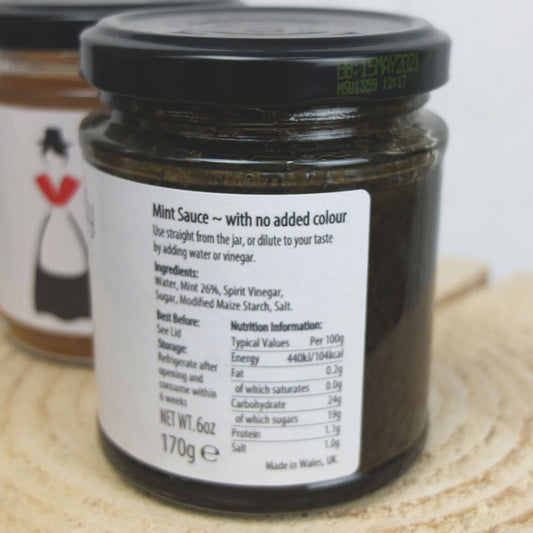 BB:15MAY2021
MSU1359 12:17
Mint Sauce ~ with no added colour
Use straight from the jar, or dilute to your taste
by adding water or vinegar.
Ingredients:
Water, Mint 26%, Spirit Vinegar,
Sugar, Modified Maize Starch, Salt.
Best Before:
See Lid
Storage:
Refrigerate after
opening and
consume within
6 weeks
NET WT. 6oz
170g ℮
Nutrition Information:
Typical Values Per 100g
Energy 440kJ/104kcal
Fat 0.2g
of which saturates 0.0g
Carbohydrate 24g
of which sugars 19g
Protein 1.1g
Salt 1.0g
Made in Wales, UK.